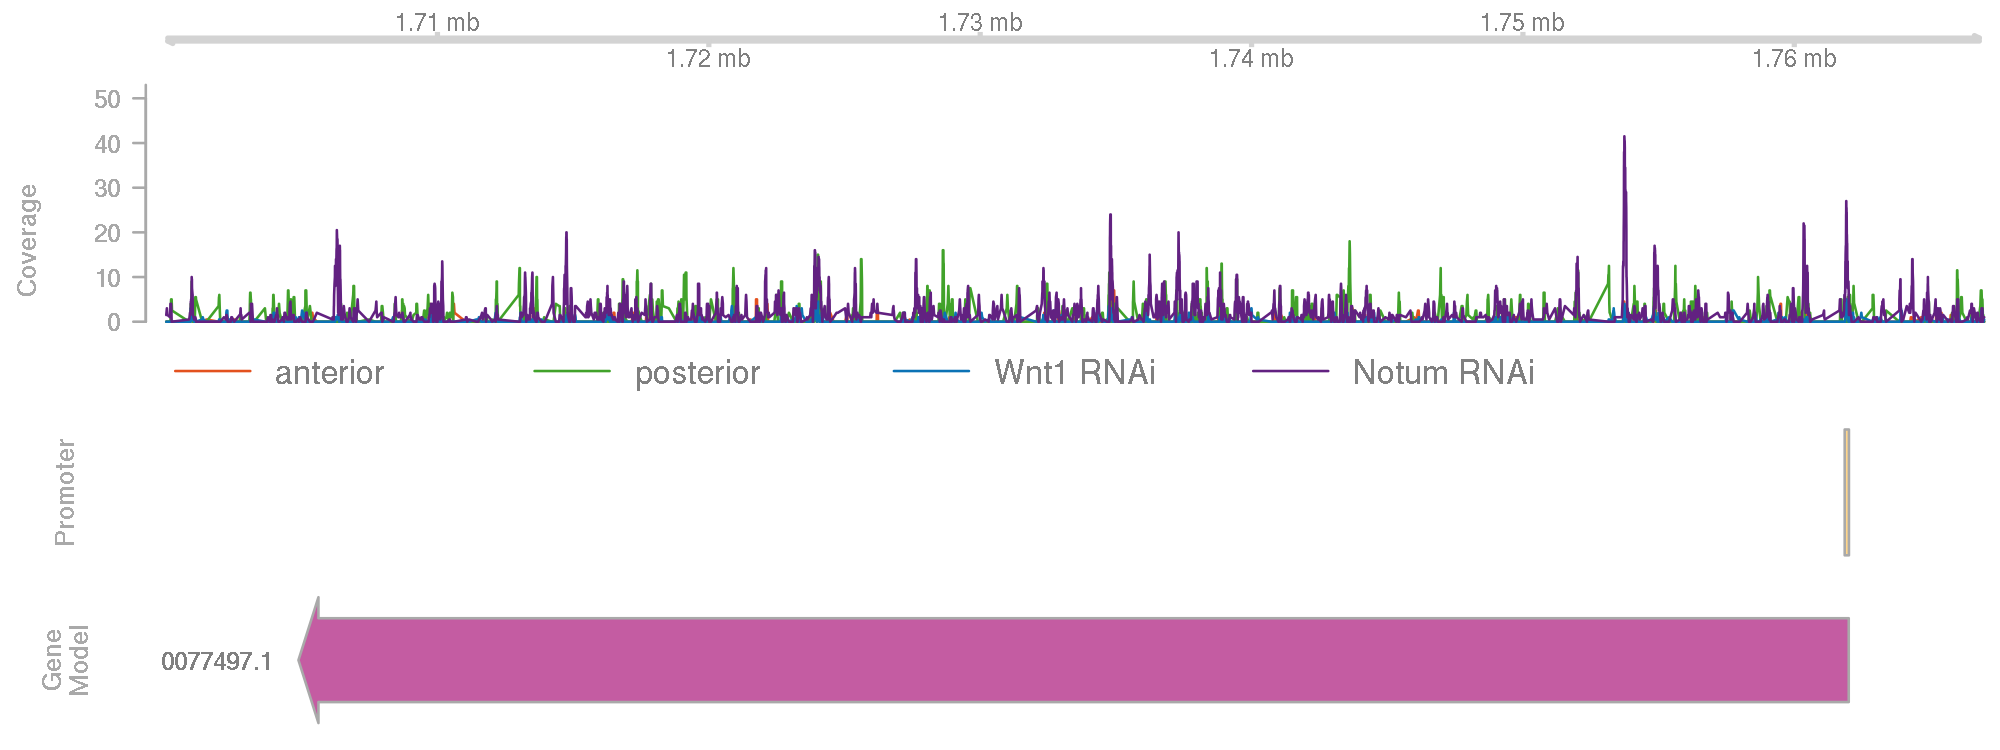 1.71 mb
1.73 mb
1.75 mb
1.72 mb
1.74 mb
1.76 mb
Coverage
50
40
30
20
10
0
anterior
posterior
Wnt1 RNAi
Notum RNAi
Promoter
Gene
Model
0077497.1